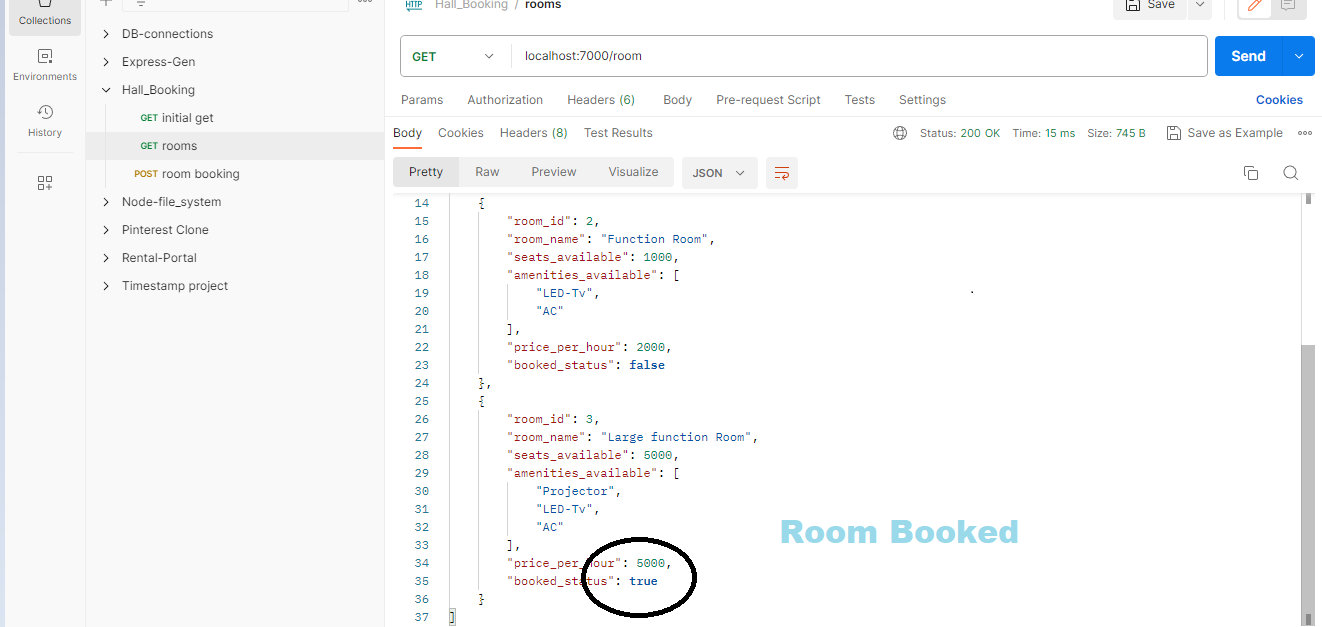 Collections
Environments
History
DB-connections
Express-Gen
Hall_Booking
GET initial get
GET rooms
POST room booking
Node-file_system
Pinterest Clone
Rental-Portal
Timestamp project
HTTP Hall_Booking / rooms
Save
GET localhost:7000/room
Send
Params Authorization Headers (6) Body Pre-request Script Tests Settings Cookies
Body Cookies Headers (8) Test Results Status: 200 OK Time: 15 ms Size: 745 B Save as Example
Pretty Raw Preview Visualize JSON
14 {
15 "room_id": 2,
16 "room_name": "Function Room",
17 "seats_available": 1000,
18 "amenities_available": [
19 "LED-Tv",
20 "AC"
21 ],
22 "price_per_hour": 2000,
23 "booked_status": false
24 },
25 {
26 "room_id": 3,
27 "room_name": "Large function Room",
28 "seats_available": 5000,
29 "amenities_available": [
30 "Projector",
31 "LED-Tv",
32 "AC"
33 ],
34 "price_per_hour": 5000,
35 "booked_status": true
36 }
37 ]
Room Booked